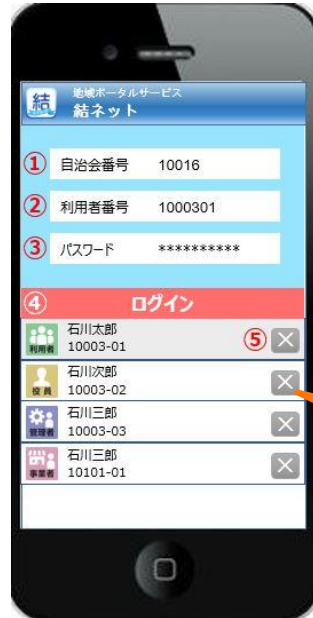 結
地域ポータルサービス
結ネット
① 自治会番号 10016
② 利用者番号 1000301
③ パスワード **********
④ ログイン
石川太郎
利用者 10003-01 ⑤
石川次郎
役員 10003-02
石川三郎
管理者 10003-03
石川三郎
事業者 10101-01